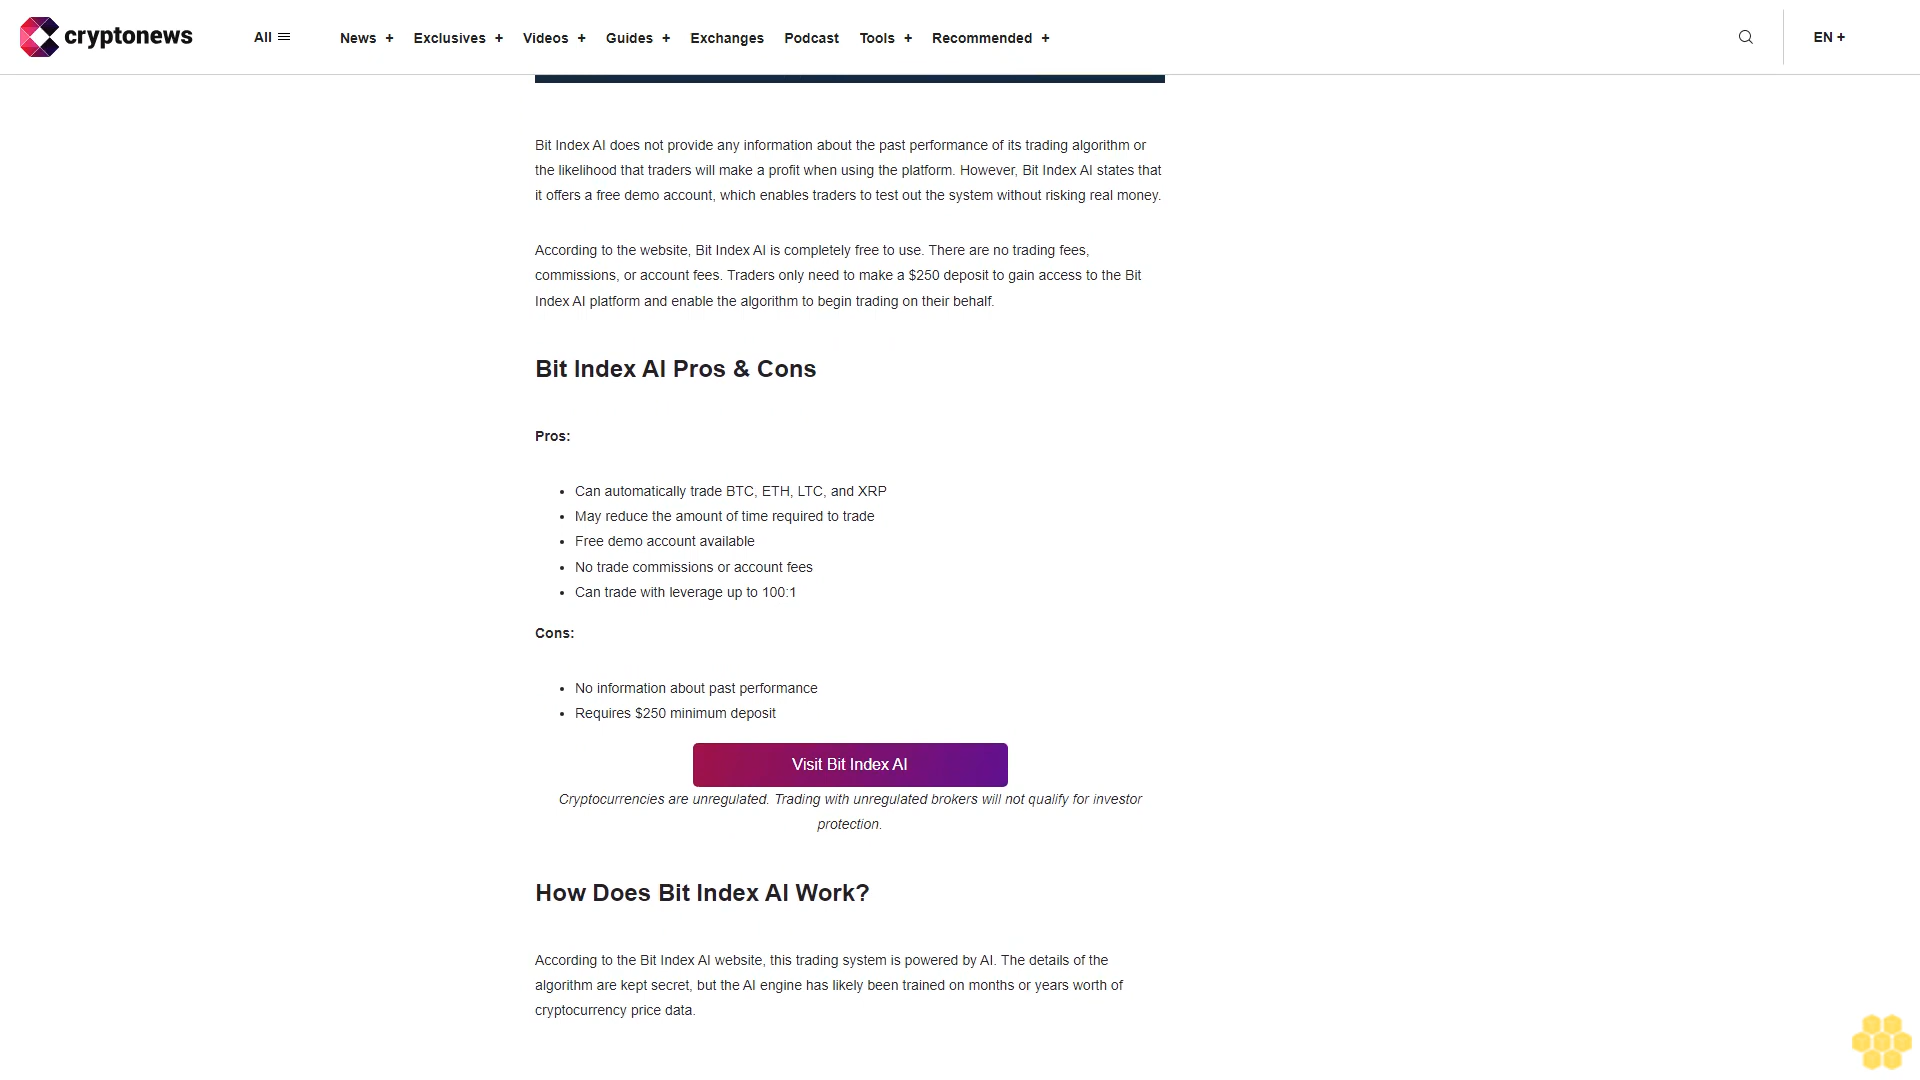 cryptonews
All
News +
Exclusives +
Videos +
Guides +
Exchanges
Podcast
Tools +
Recommended +
EN +
Bit Index AI does not provide any information about the past performance of its trading algorithm or
the likelihood that traders will make a profit when using the platform. However, Bit Index AI states that
it offers a free demo account, which enables traders to test out the system without risking real money.
According to the website, Bit Index AI is completely free to use. There are no trading fees,
commissions, or account fees. Traders only need to make a $250 deposit to gain access to the Bit
Index AI platform and enable the algorithm to begin trading on their behalf.
Bit Index AI Pros & Cons
Pros:
• Can automatically trade BTC, ETH, LTC, and XRP
• May reduce the amount of time required to trade
• Free demo account available
• No trade commissions or account fees
• Can trade with leverage up to 100:1
Cons:
• No information about past performance
• Requires $250 minimum deposit
Visit Bit Index AI
Cryptocurrencies are unregulated. Trading with unregulated brokers will not qualify for investor
protection.
How Does Bit Index AI Work?
According to the Bit Index AI website, this trading system is powered by AI. The details of the
algorithm are kept secret, but the AI engine has likely been trained on months or years worth of
cryptocurrency price data.